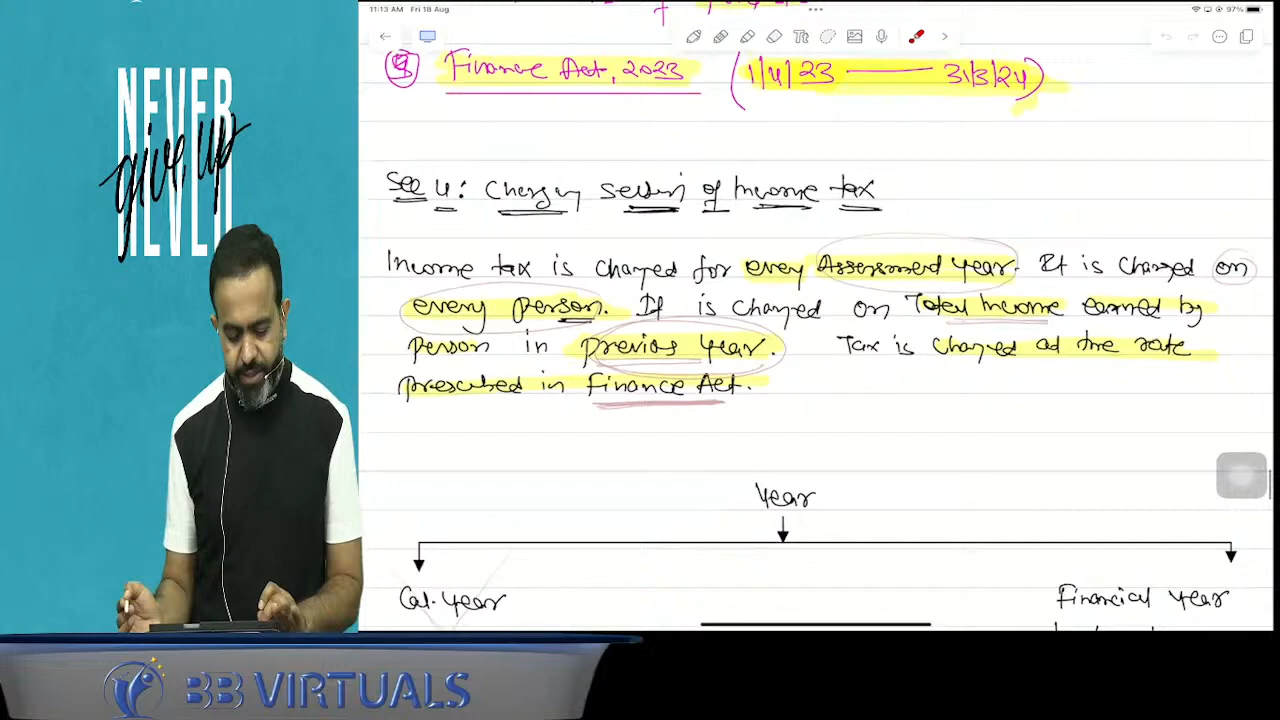 11:13 AM Fri 18 Aug
97%
NEVER
give up
NEVER
Finance Act, 2023 (1/4/23 — 31/3/24)
Sec 4: Charging section of Income tax
Income tax is charged for every Assessment year. It is charged on
every person. It is charged on Total Income earned by
person in previous year. Tax is charged at the rate
prescribed in Finance Act.
Year
Cal. year
Financial year
BB VIRTUALS